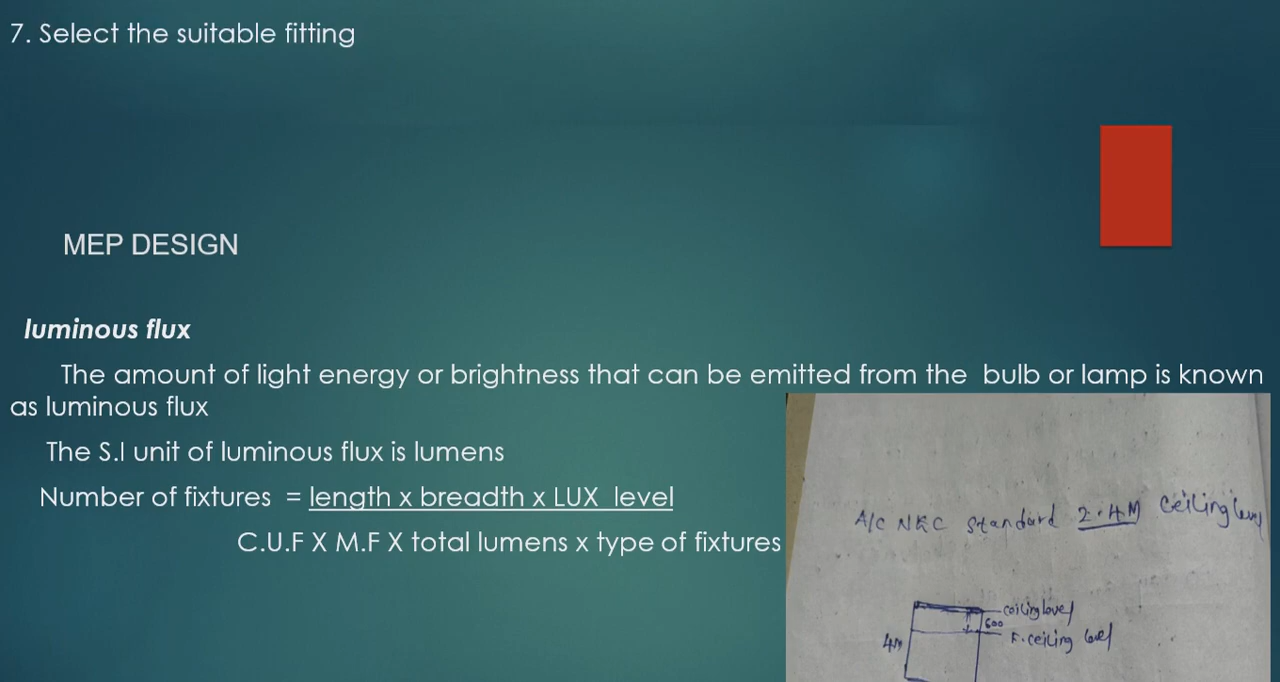 7. Select the suitable fitting
MEP DESIGN
luminous flux
The amount of light energy or brightness that can be emitted from the bulb or lamp is known
as luminous flux
The S.I unit of luminous flux is lumens
Number of fixtures = length x breadth x LUX level
C.U.F X M.F X total lumens x type of fixtures
A/C NEC standard 2.4M ceiling level
ceiling level
600
F.ceiling level
4m